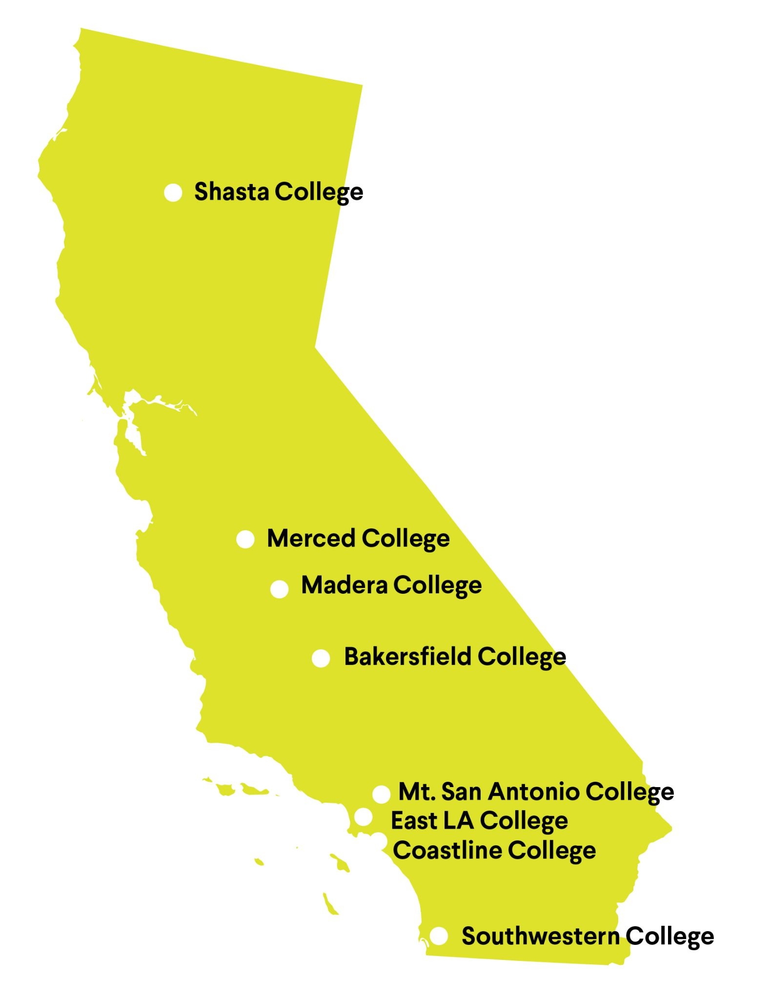 Shasta College
Merced College
Madera College
Bakersfield College
Mt. San Antonio College
East LA College
Coastline College
Southwestern College